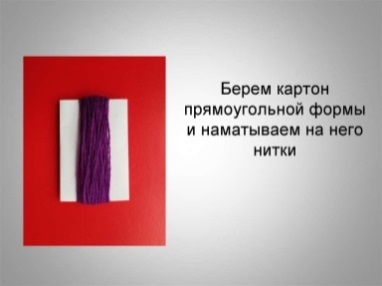 Берем картон
прямоугольной формы
и наматываем на него
нитки